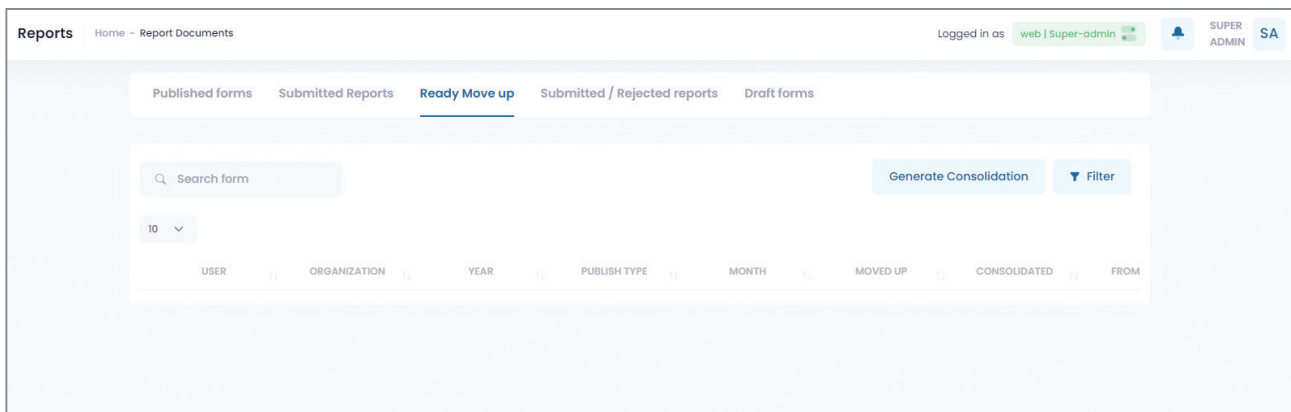 Reports Home - Report Documents Logged in as web | Super-admin SUPER ADMIN SA
Published forms Submitted Reports Ready Move up Submitted / Rejected reports Draft forms
Search form Generate Consolidation Filter
10
USER ORGANIZATION YEAR PUBLISH TYPE MONTH MOVED UP CONSOLIDATED FROM